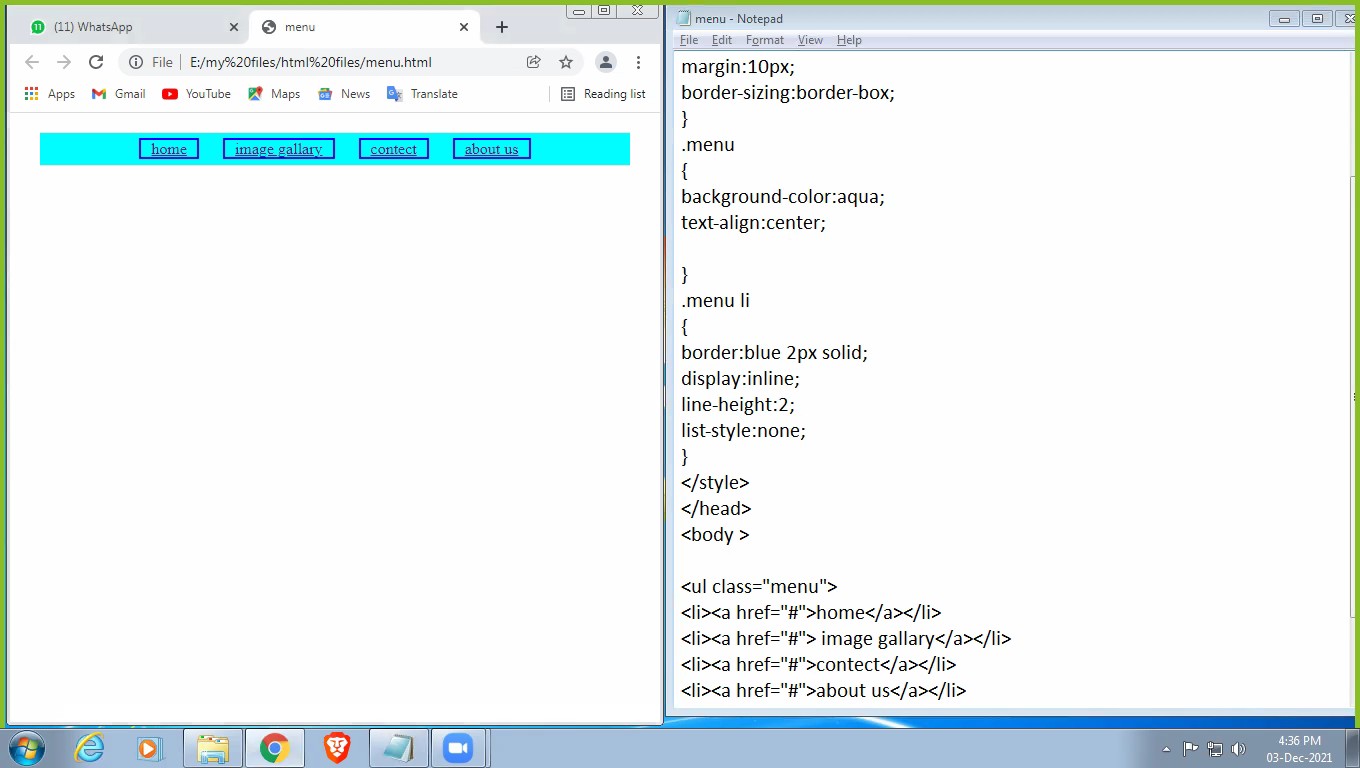 (11) WhatsApp
menu
File
E:/my%20files/html%20files/menu.html
Apps
Gmail
YouTube
Maps
News
Translate
Reading list
home
image gallary
contect
about us
menu - Notepad
File Edit Format View Help
margin:10px;
border-sizing:border-box;
}
.menu
{
background-color:aqua;
text-align:center;
}
.menu li
{
border:blue 2px solid;
display:inline;
line-height:2;
list-style:none;
}
</style>
</head>
<body >
<ul class="menu">
<li><a href="#">home</a></li>
<li><a href="#"> image gallary</a></li>
<li><a href="#">contect</a></li>
<li><a href="#">about us</a></li>
4:36 PM
03-Dec-2021